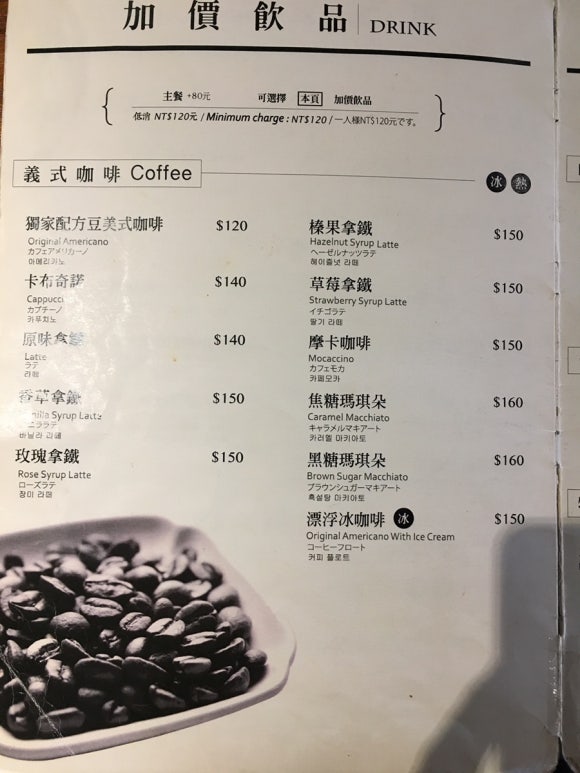 加價飲品 DRINK
主餐 +80元 可選擇 本頁 加價飲品
低消 NT$120元 / Minimum charge : NT$120 / 一人様NT$120元です。
義式咖啡 Coffee 冰 熱
獨家配方豆美式咖啡 $120
Original Americano
カフェアメリカーノ
아메리카노
卡布奇諾 $140
Cappucci
カプチーノ
카푸치노
原味拿鐵 $140
Latte
ラテ
라떼
香草拿鐵 $150
nilla Syrup Latte
ニララテ
바닐라 라떼
玫瑰拿鐵 $150
Rose Syrup Latte
ローズラテ
장미 라떼
榛果拿鐵 $150
Hazelnut Syrup Latte
ヘーゼルナッツラテ
헤이즐넛 라떼
草莓拿鐵 $150
Strawberry Syrup Latte
イチゴラテ
딸기 라떼
摩卡咖啡 $150
Mocaccino
カフェモカ
카페모카
焦糖瑪琪朵 $160
Caramel Macchiato
キャラメルマキアート
카러멜 마키아토
黑糖瑪琪朵 $160
Brown Sugar Macchiato
ブラウンシュガーマキアート
흑설탕 마키아토
漂浮冰咖啡 冰 $150
Original Americano With Ice Cream
コーヒーフロート
커피 플로트